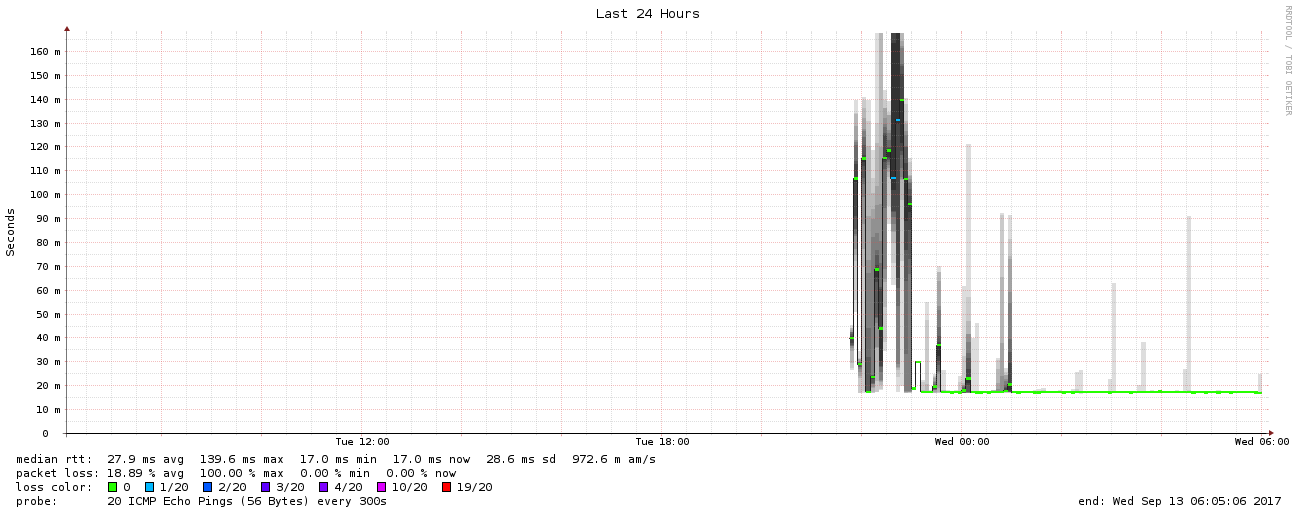 Last 24 Hours
RRDTOOL / TOBI OETIKER
Seconds
160 m
150 m
140 m
130 m
120 m
110 m
100 m
90 m
80 m
70 m
60 m
50 m
40 m
30 m
20 m
10 m
0
Tue 12:00 Tue 18:00 Wed 00:00 Wed 06:00
median rtt: 27.9 ms avg 139.6 ms max 17.0 ms min 17.0 ms now 28.6 ms sd 972.6 m am/s
packet loss: 18.89 % avg 100.00 % max 0.00 % min 0.00 % now
loss color: 0 1/20 2/20 3/20 4/20 10/20 19/20
probe: 20 ICMP Echo Pings (56 Bytes) every 300s end: Wed Sep 13 06:05:06 2017